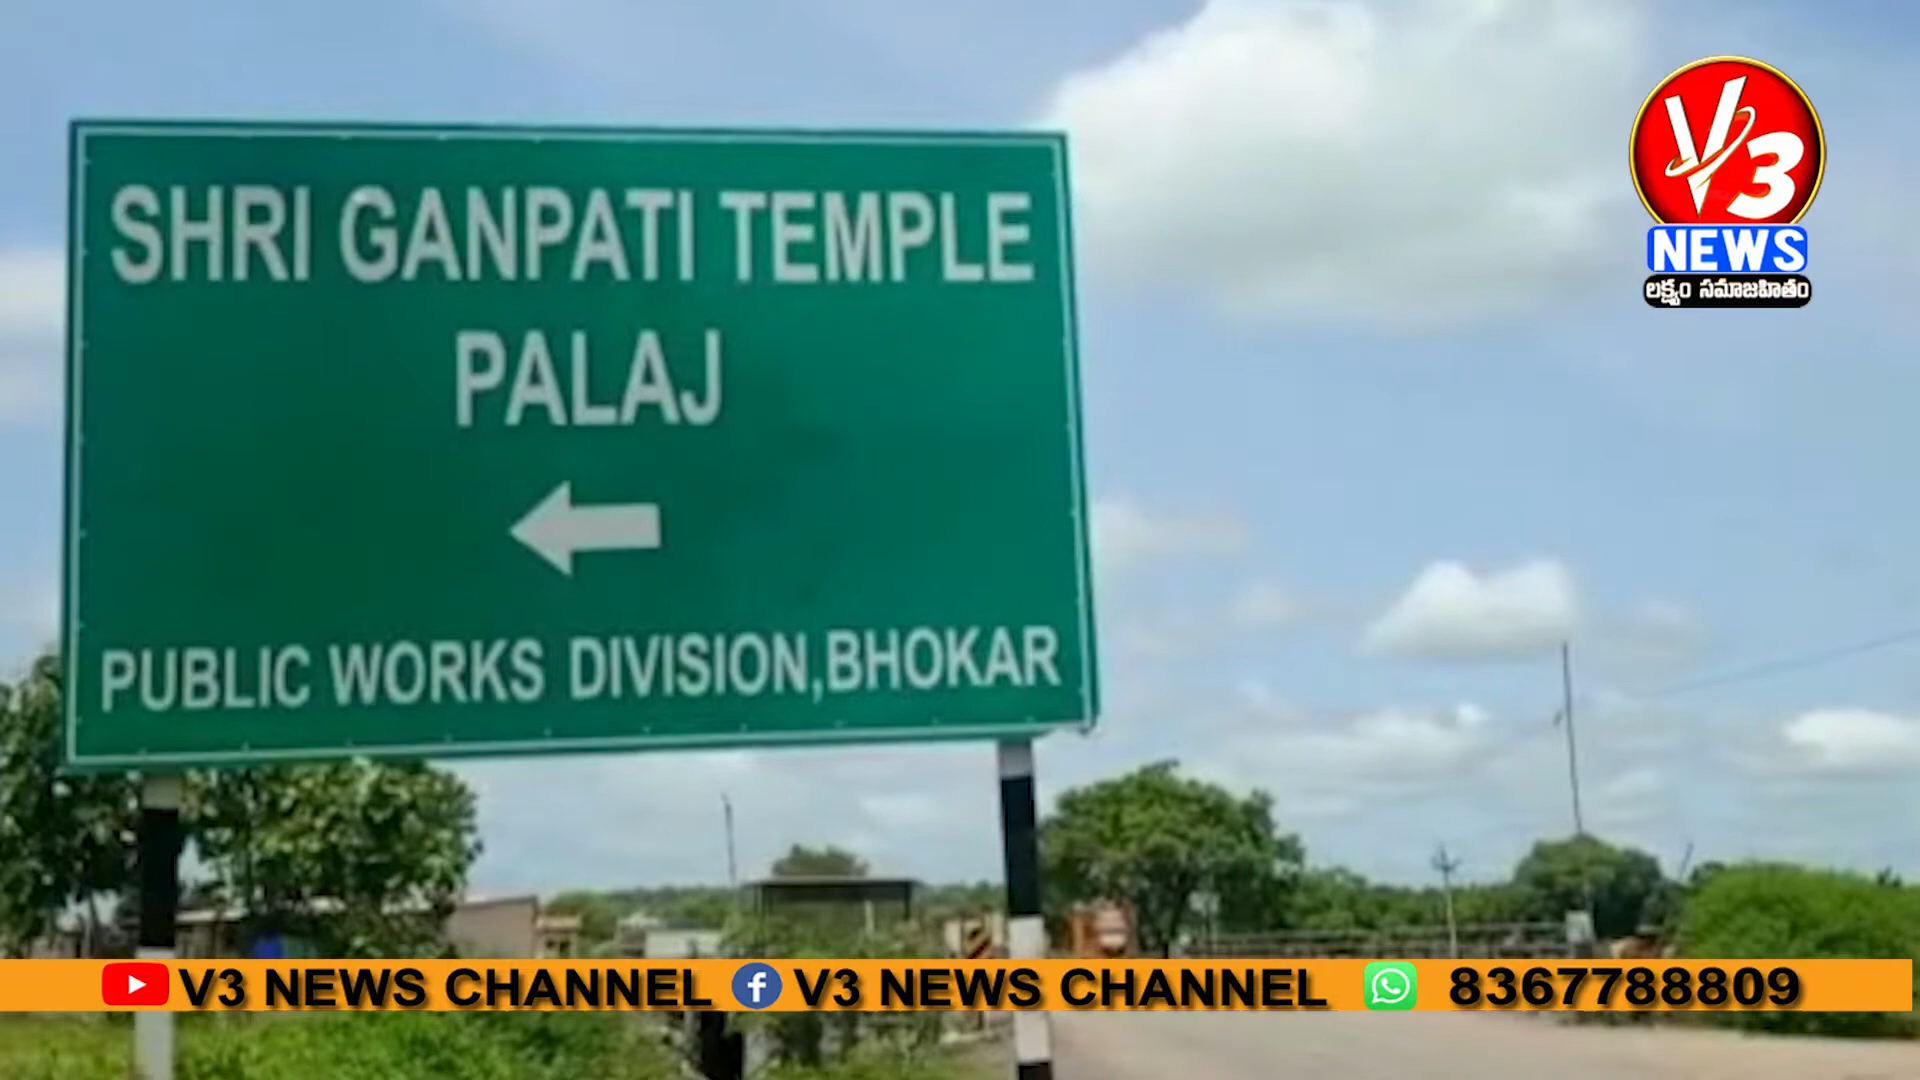 SHRI GANPATI TEMPLE
PALAJ
PUBLIC WORKS DIVISION,BHOKAR
V3
NEWS
లక్ష్యం సమాజహితం
V3 NEWS CHANNEL V3 NEWS CHANNEL 8367788809